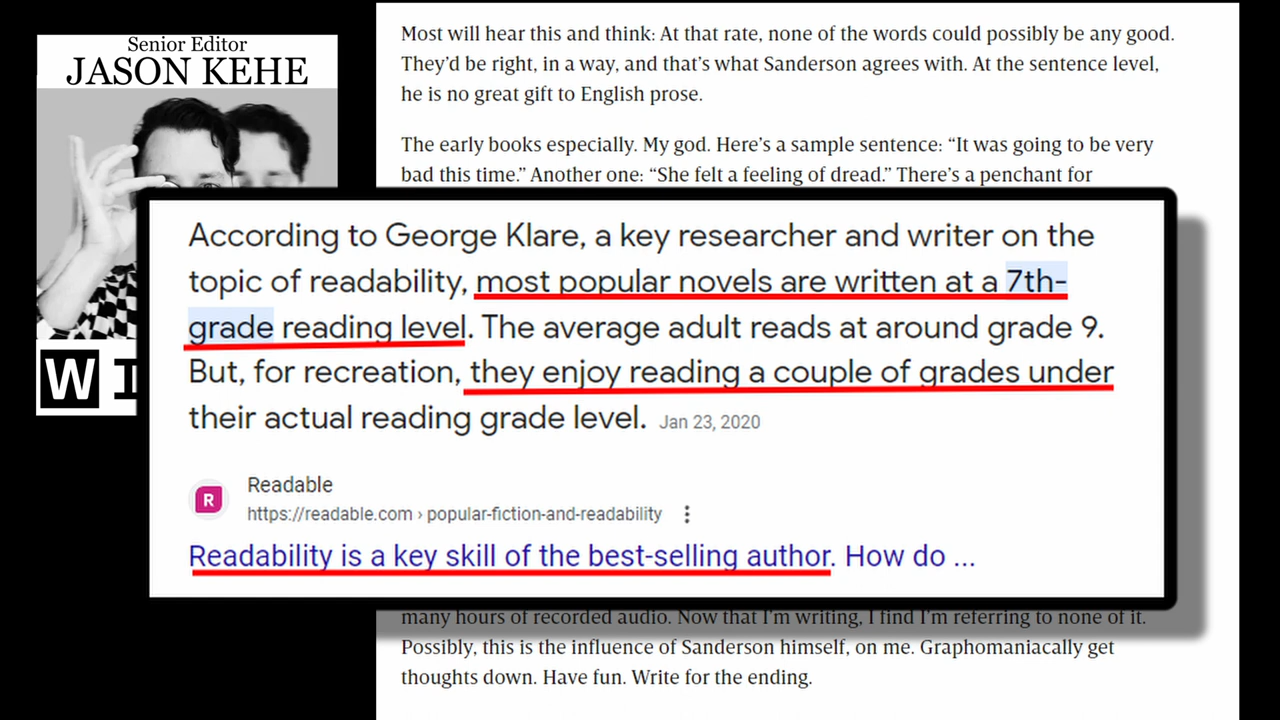 Senior Editor
JASON KEHE
W I
Most will hear this and think: At that rate, none of the words could possibly be any good.
They’d be right, in a way, and that’s what Sanderson agrees with. At the sentence level,
he is no great gift to English prose.
The early books especially. My god. Here’s a sample sentence: “It was going to be very
bad this time.” Another one: “She felt a feeling of dread.” There’s a penchant for
According to George Klare, a key researcher and writer on the
topic of readability, most popular novels are written at a 7th-
grade reading level. The average adult reads at around grade 9.
But, for recreation, they enjoy reading a couple of grades under
their actual reading grade level. Jan 23, 2020
R
Readable
https://readable.com › popular-fiction-and-readability
Readability is a key skill of the best-selling author. How do ...
many hours of recorded audio. Now that I’m writing, I find I’m referring to none of it.
Possibly, this is the influence of Sanderson himself, on me. Graphomaniacally get
thoughts down. Have fun. Write for the ending.